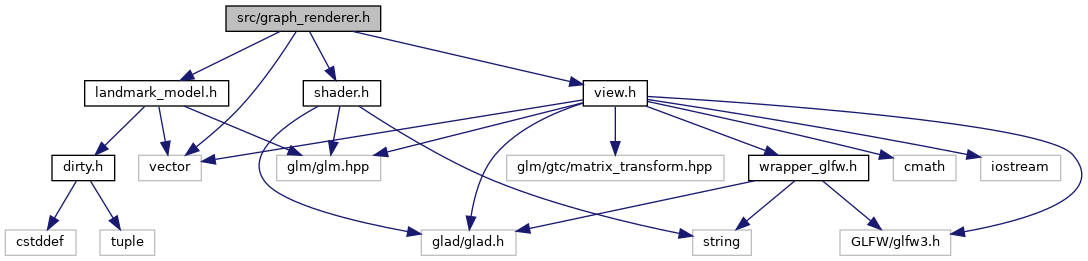 src/graph_renderer.h
landmark_model.h
shader.h
view.h
dirty.h
vector
glm/glm.hpp
glm/gtc/matrix_transform.hpp
wrapper_glfw.h
cmath
iostream
cstddef
tuple
glad/glad.h
string
GLFW/glfw3.h